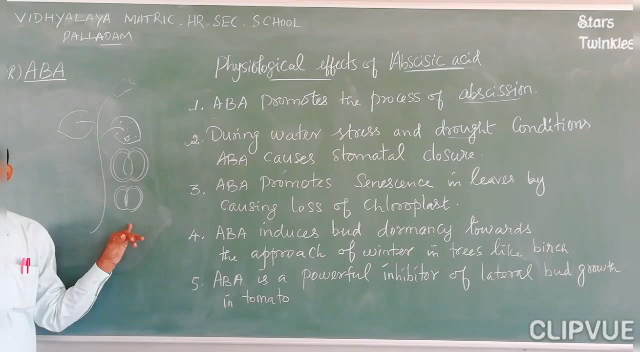 VIDHYALAYA MATRIC. HR. SEC. SCHOOL
PALLADAM
Stars
Twinkles
R) ABA
Physiological effects of Abscisic acid
1. ABA Promotes the process of abscission.
2. During water stress and drought Conditions
ABA causes stomatal closure.
3. ABA Promotes Senescence in leaves by
causing loss of Chloroplast.
4. ABA induces bud dormancy towards
the approach of winter in trees like birch.
5. ABA is a powerful inhibitor of lateral bud growth
in tomato
CLIPVUE